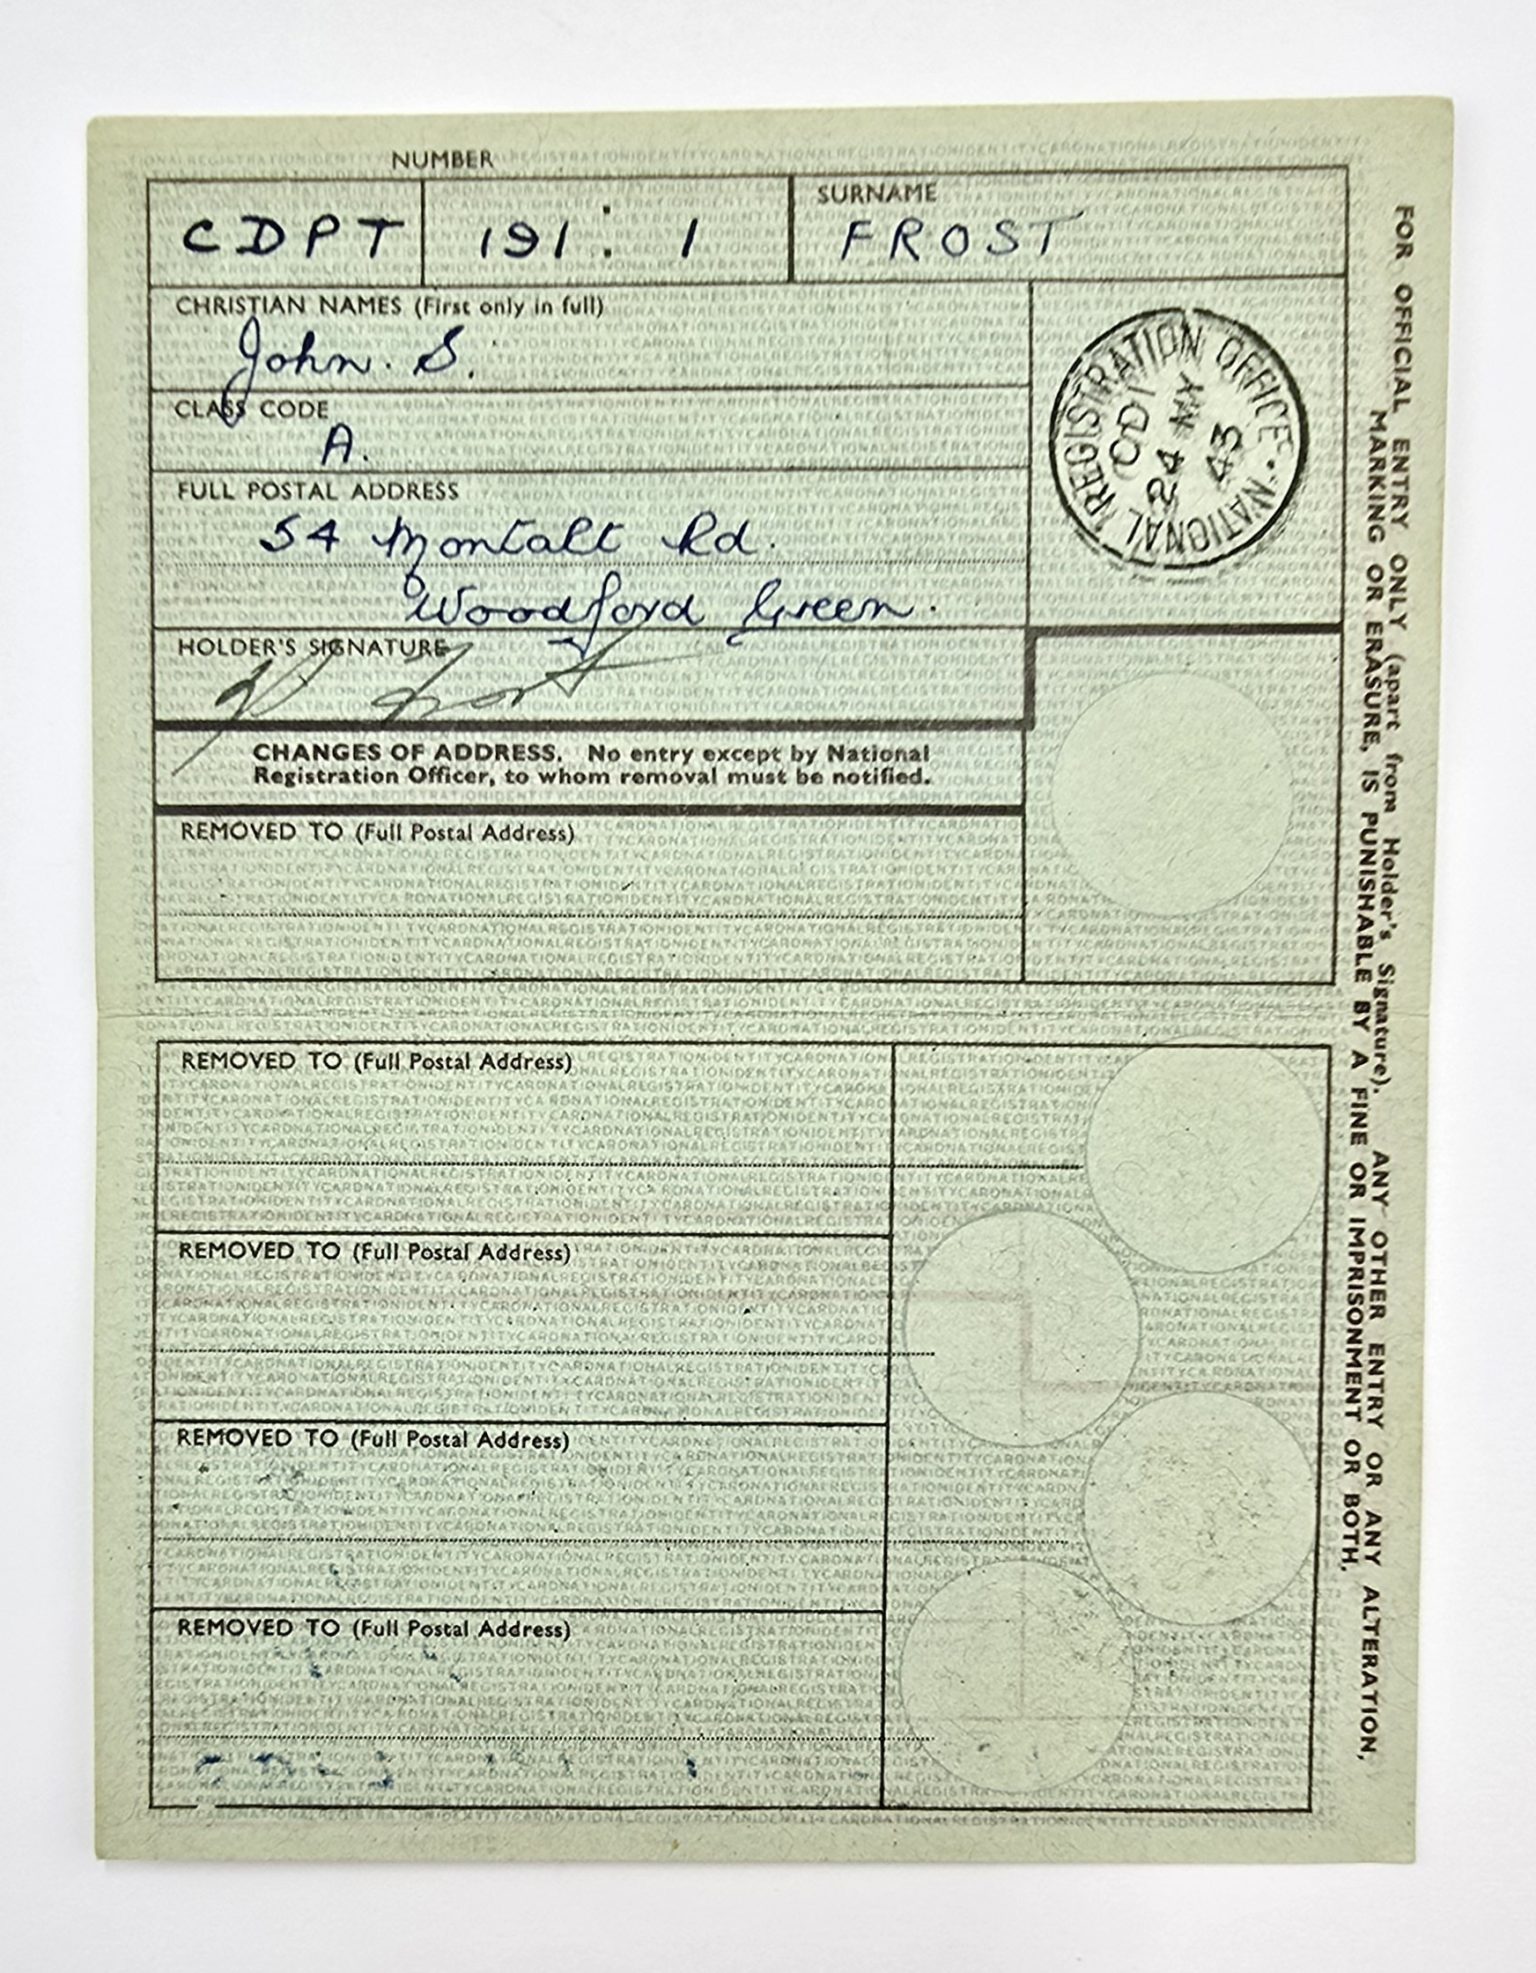 NUMBER
CDPT 191 : 1
SURNAME
FROST
CHRISTIAN NAMES (First only in full)
John. S.
CLASS CODE
A.
FULL POSTAL ADDRESS
54 Montalt Rd.
Woodford Green.
NATIONAL REGISTRATION OFFICE.
CDI
24 MY
43
HOLDER'S SIGNATURE
Frost
CHANGES OF ADDRESS. No entry except by National
Registration Officer, to whom removal must be notified.
REMOVED TO (Full Postal Address)
REMOVED TO (Full Postal Address)
REMOVED TO (Full Postal Address)
REMOVED TO (Full Postal Address)
REMOVED TO (Full Postal Address)
FOR OFFICIAL ENTRY ONLY (apart from Holder's Signature). ANY OTHER ENTRY OR ANY ALTERATION,
MARKING OR ERASURE, IS PUNISHABLE BY A FINE OR IMPRISONMENT OR BOTH.